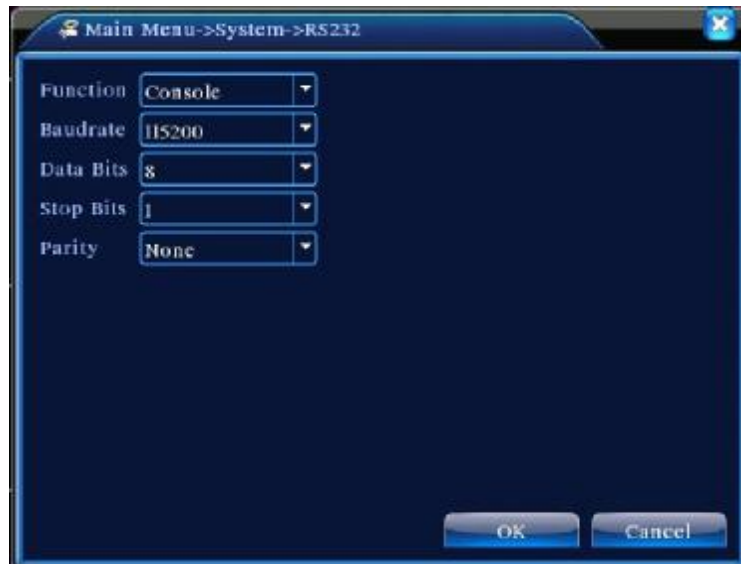 Main Menu->System->RS232
Function Console
Baudrate 115200
Data Bits 8
Stop Bits 1
Parity None
OK Cancel